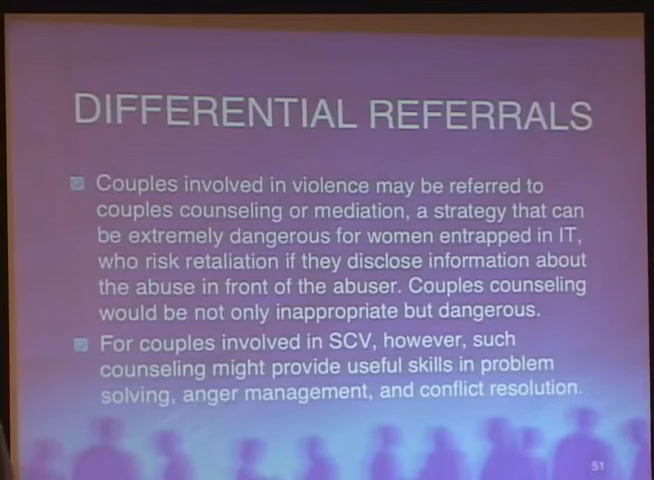 DIFFERENTIAL REFERRALS
Couples involved in violence may be referred to
couples counseling or mediation, a strategy that can
be extremely dangerous for women entrapped in IT,
who risk retaliation if they disclose information about
the abuse in front of the abuser. Couples counseling
would be not only inappropriate but dangerous.
For couples involved in SCV, however, such
counseling might provide useful skills in problem
solving, anger management, and conflict resolution.
51